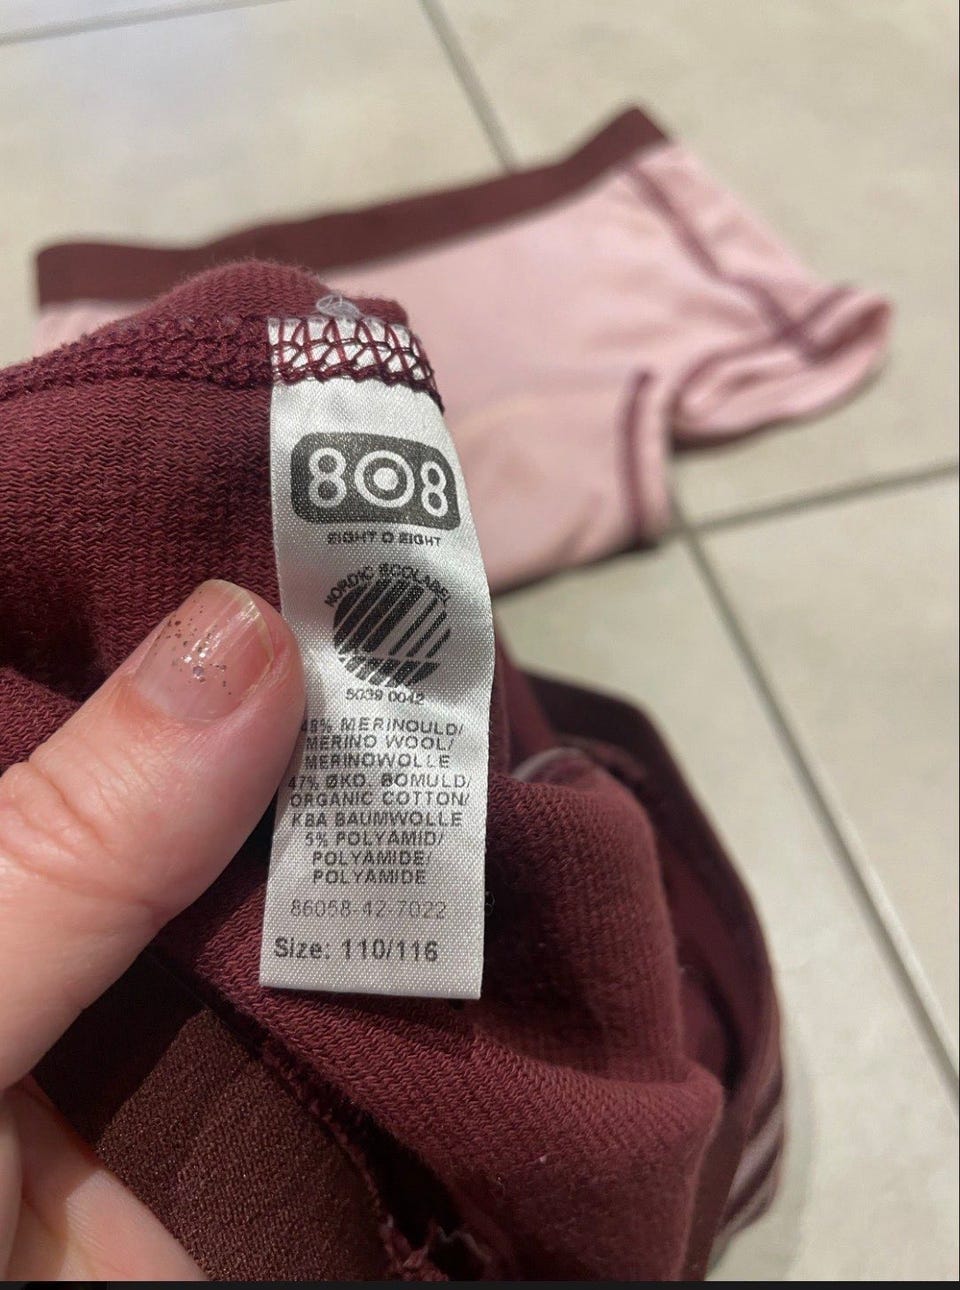 808
EIGHT O EIGHT
NORDIC ECOLABEL
5039 0042
48% MERINOULD/
MERINO WOOL/
MERINOWOLLE
47% ØKO. BOMULD/
ORGANIC COTTON/
KBA BAUMWOLLE
5% POLYAMID/
POLYAMIDE/
POLYAMIDE
86058-42-7022
Size: 110/116